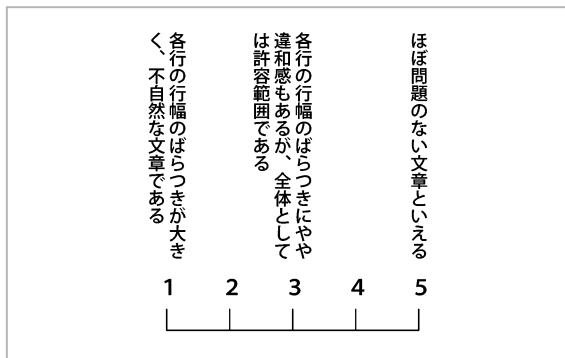 各行の行幅のばらつきが大き
く、不自然な文章である
各行の行幅のばらつきにやや
違和感もあるが、全体として
は許容範囲である
ほぼ問題のない文章といえる
1 2 3 4 5